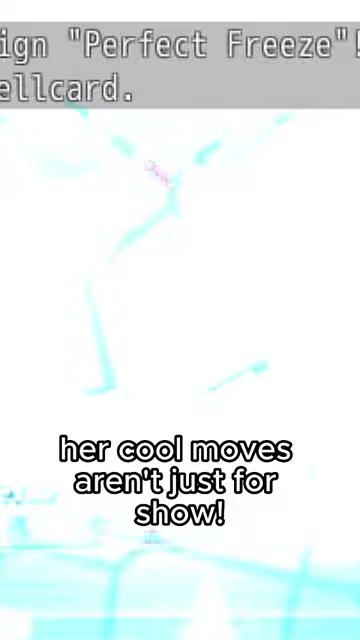 ign "Perfect Freeze"!
ellcard.
her cool moves
aren't just for
show!